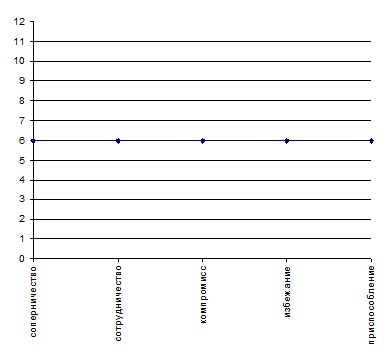 12
11
10
9
8
7
6
5
4
3
2
1
0
соперничество
сотрудничество
компромисс
избежание
приспособление